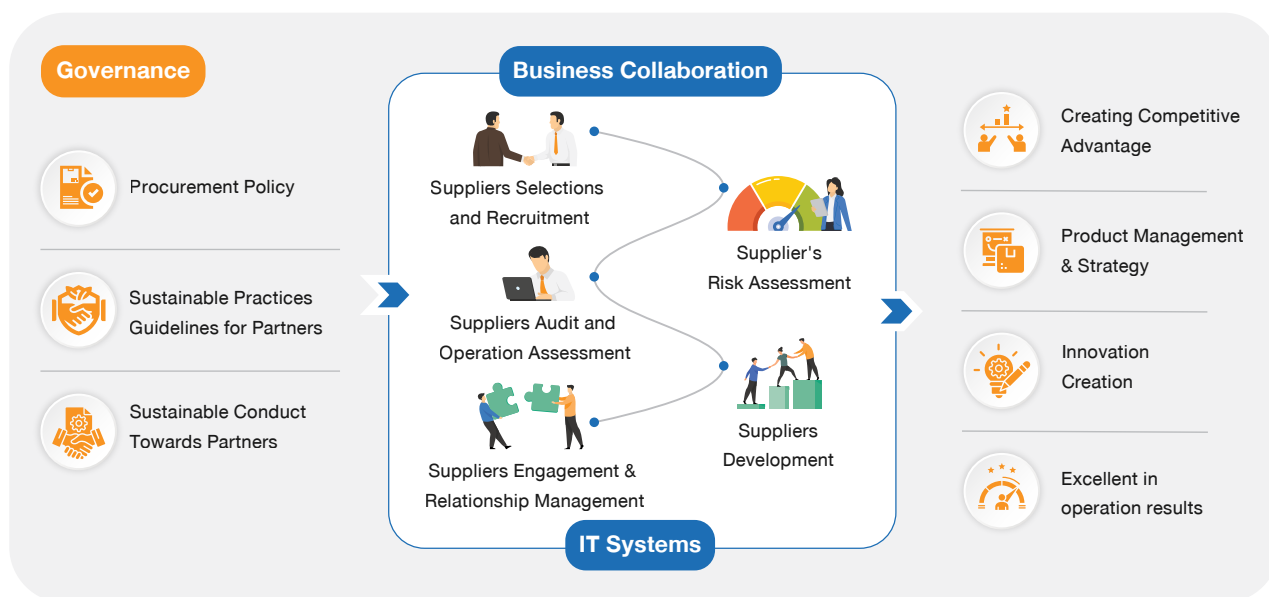 Governance
Procurement Policy
Sustainable Practices
Guidelines for Partners
Sustainable Conduct
Towards Partners
Business Collaboration
Suppliers Selections
and Recruitment
Supplier's
Risk Assessment
Suppliers Audit and
Operation Assessment
Suppliers
Development
Suppliers Engagement &
Relationship Management
IT Systems
Creating Competitive
Advantage
Product Management
& Strategy
Innovation
Creation
Excellent in
operation results